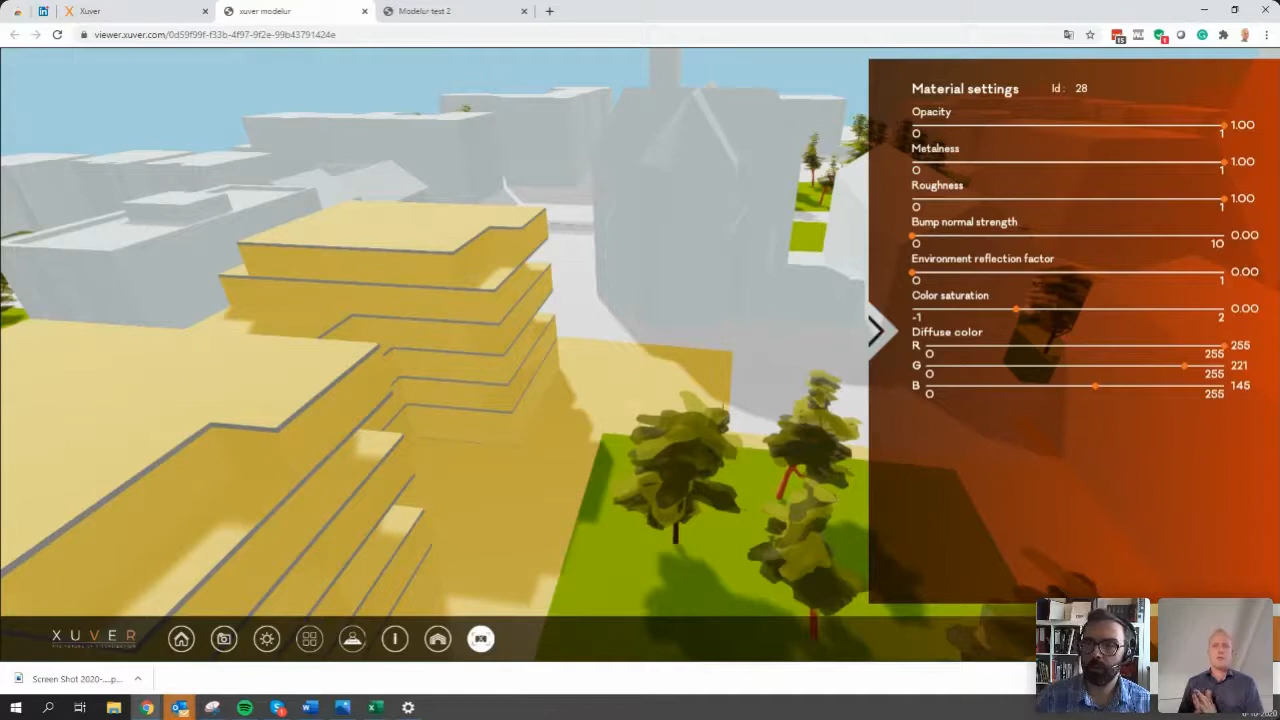 Xuver
xuver modelur
Modelur test 2
viewer.xuver.com/0d59f99f-f33b-4f97-9f2e-99b43791424e
Material settings Id : 28
Opacity
1.00
0 1
Metalness
1.00
0 1
Roughness
1.00
0 1
Bump normal strength
0.00
0 10
Environment reflection factor
0.00
0 1
Color saturation
0.00
-1 2
Diffuse color
R 255
0 255
G 221
0 255
B 145
0 255
XUVER
Screen Shot 2020-....p...